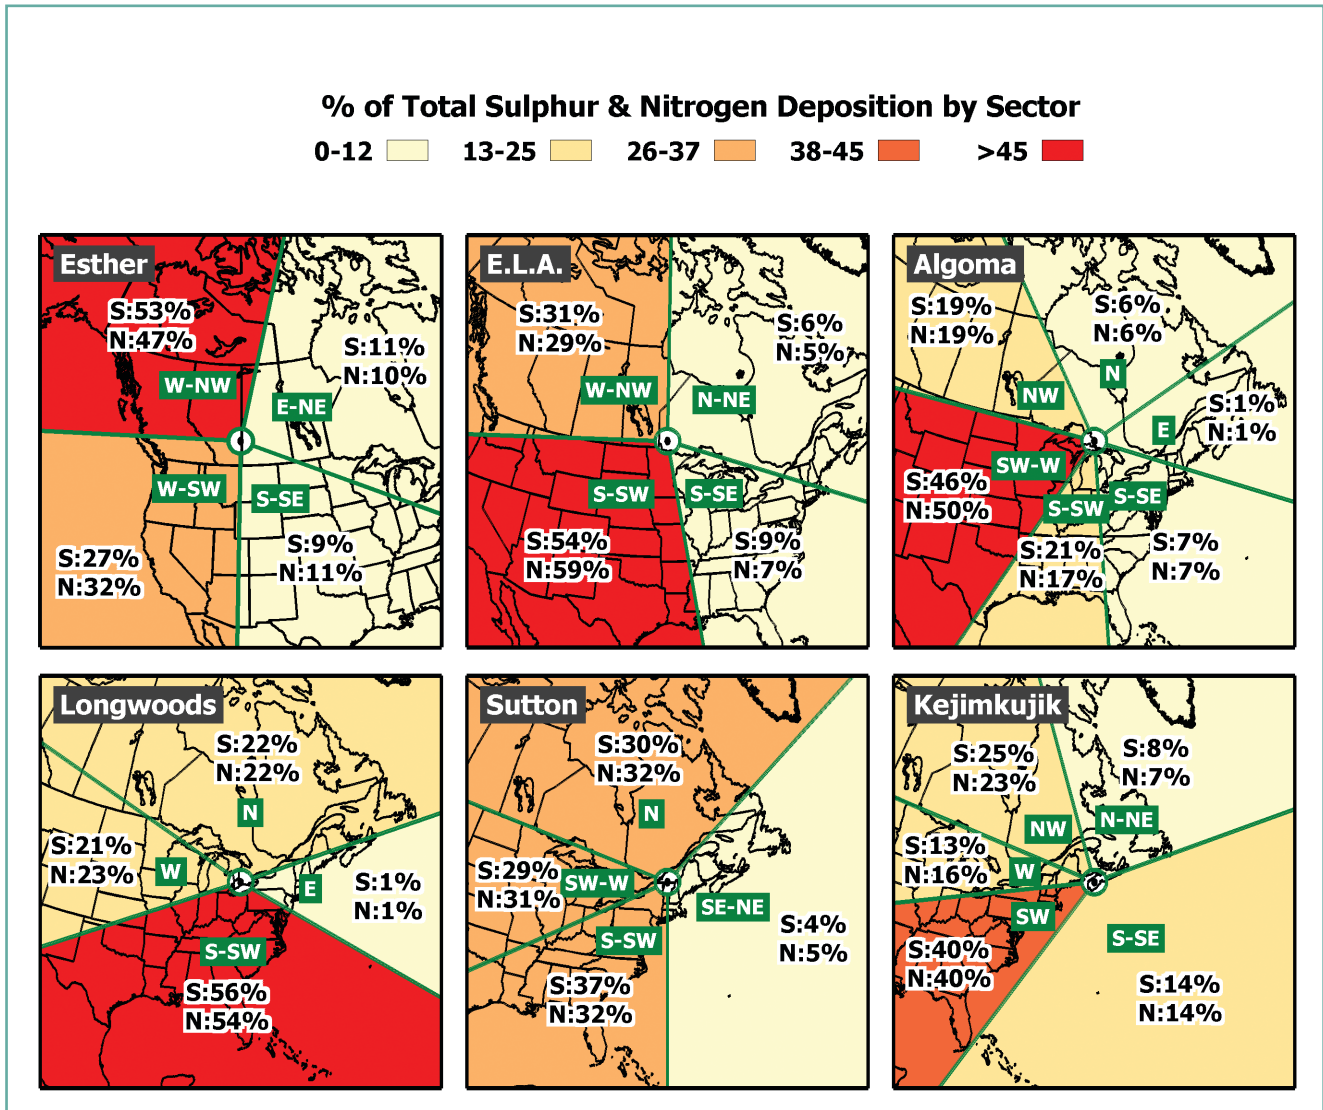 % of Total Sulphur & Nitrogen Deposition by Sector
0-12 13-25 26-37 38-45 >45
Esther
S:53%
N:47%
W-NW
S:11%
N:10%
E-NE
W-SW
S-SE
S:27%
N:32%
S:9%
N:11%
E.L.A.
S:31%
N:29%
W-NW
S:6%
N:5%
N-NE
S-SW
S-SE
S:54%
N:59%
S:9%
N:7%
Algoma
S:19%
N:19%
NW
S:6%
N:6%
N
S:1%
N:1%
E
SW-W
S:46%
N:50%
S-SW
S-SE
S:21%
N:17%
S:7%
N:7%
Longwoods
S:22%
N:22%
N
S:21%
N:23%
W
E
S:1%
N:1%
S-SW
S:56%
N:54%
Sutton
S:30%
N:32%
N
S:29%
N:31%
SW-W
SE-NE
S:4%
N:5%
S-SW
S:37%
N:32%
Kejimkujik
S:25%
N:23%
NW
S:8%
N:7%
N-NE
S:13%
N:16%
W
SW
S:40%
N:40%
S-SE
S:14%
N:14%